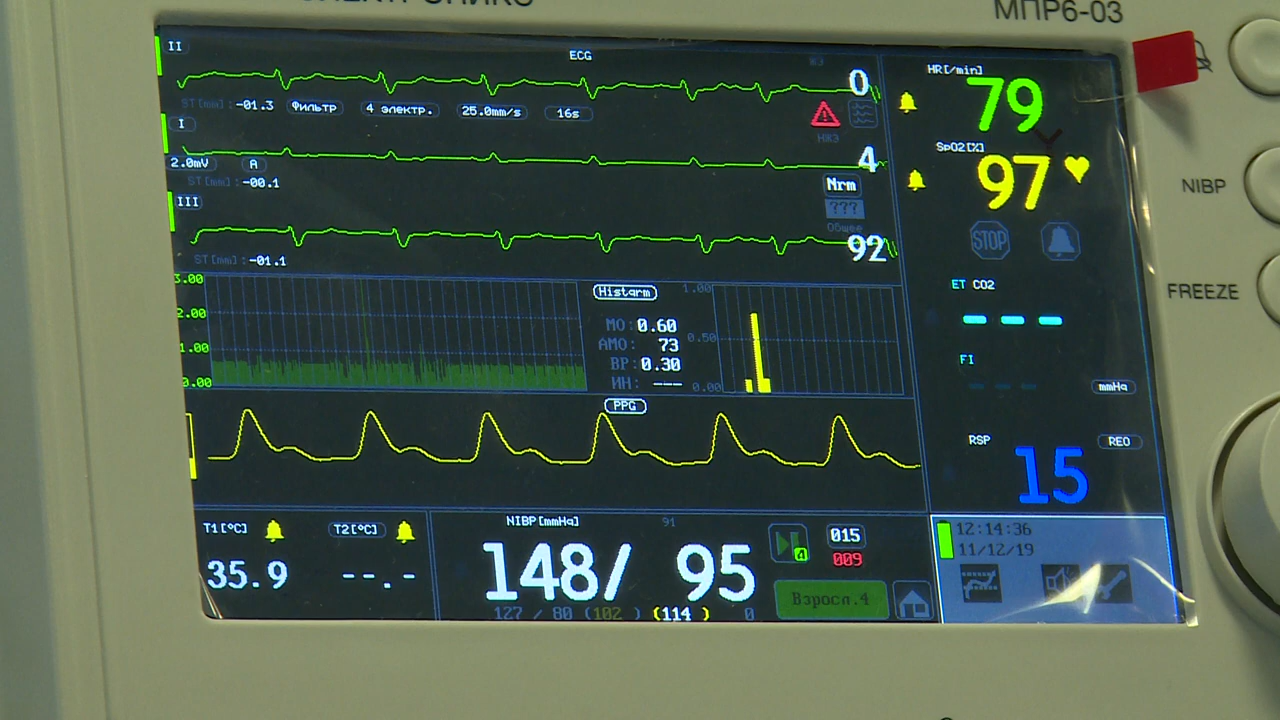 МПР6-03
II
ECG
0
HR[/min]
79
ST[mm]: -01.3 Фильтр 4 электр. 25.0mm/s 16s
I
НЖЭ
SpO2[%]
97
4
2.0mV A
ST[mm]: -00.1
Nrm
???
Общее
NIBP
III
92
STOP
ST[mm]: -01.1
3.00
2.00
1.00
0.00
Histgrm
MO: 0.60
AMO: 73
BP: 0.30
ИН: ---
1.00
0.50
0.00
ET CO2
---
FREEZE
FI
---
mmHg
PPG
RSP
REO
15
T1[°C]
T2[°C]
35.9
--.-
NIBP[mmHg]
91
148/ 95
127 / 80 (102 ) (114 ) 0
015
009
Взросл.4
12:14:36
11/12/19